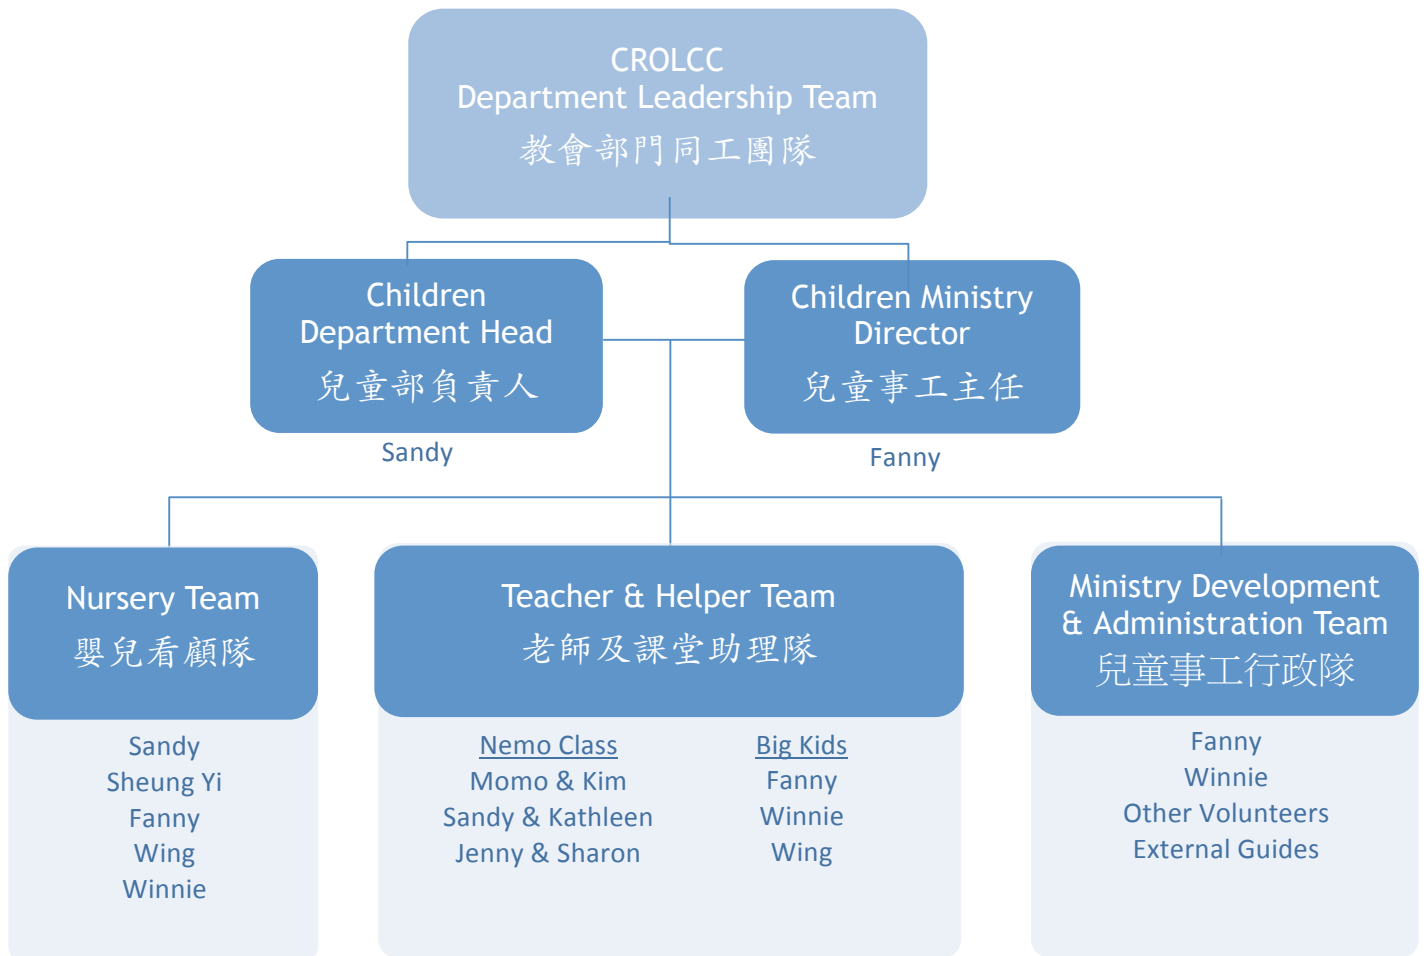 CROLCC
Department Leadership Team
教會部門同工團隊
Children
Department Head
兒童部負責人
Sandy
Children Ministry
Director
兒童事工主任
Fanny
Nursery Team
嬰兒看顧隊
Sandy
Sheung Yi
Fanny
Wing
Winnie
Teacher & Helper Team
老師及課堂助理隊
Nemo Class
Momo & Kim
Sandy & Kathleen
Jenny & Sharon
Big Kids
Fanny
Winnie
Wing
Ministry Development
& Administration Team
兒童事工行政隊
Fanny
Winnie
Other Volunteers
External Guides